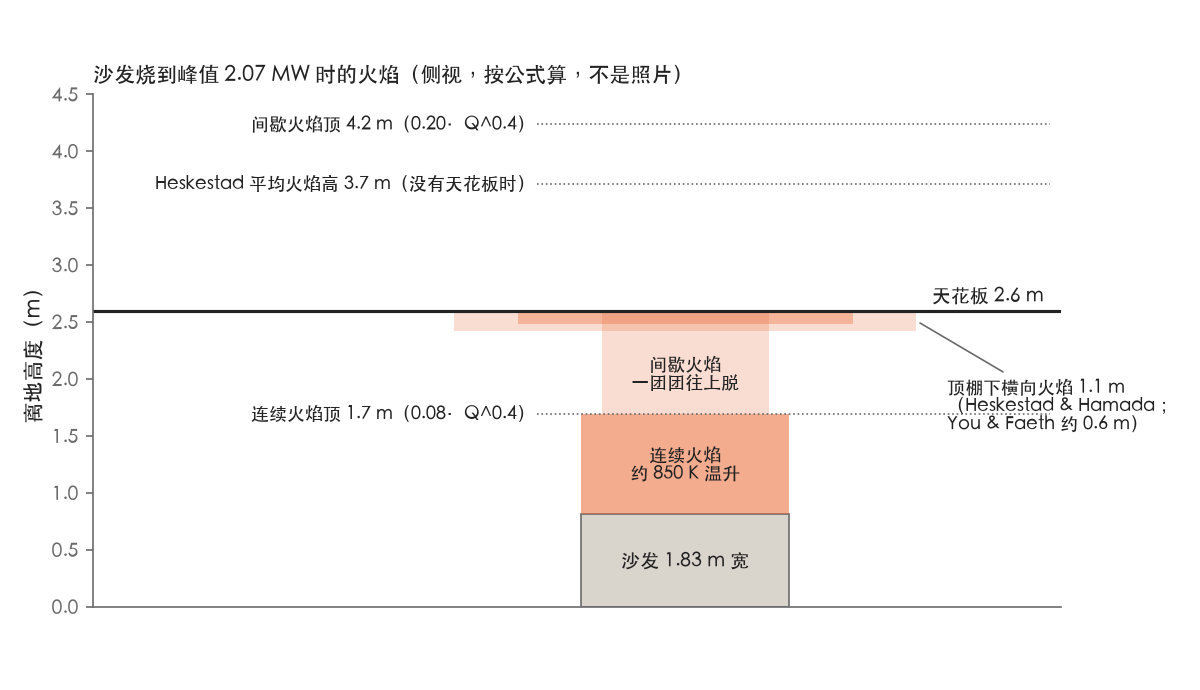 沙发烧到峰值 2.07 MW 时的火焰（侧视，按公式算，不是照片）
4.5
间歇火焰顶 4.2 m（0.20· Q^0.4）
4.0
Heskestad 平均火焰高 3.7 m（没有天花板时）
3.5
3.0
天花板 2.6 m
2.5
离地高度（m）
间歇火焰
一团团往上脱
2.0
顶棚下横向火焰 1.1 m
（Heskestad & Hamada；
You & Faeth 约 0.6 m）
连续火焰顶 1.7 m（0.08· Q^0.4）
1.5
连续火焰
约 850 K 温升
1.0
沙发 1.83 m 宽
0.5
0.0